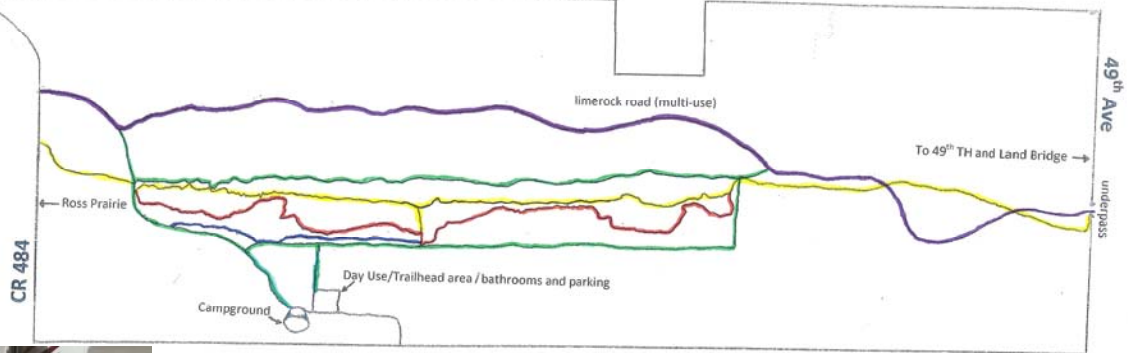 limerock road (multi-use)
49th Ave
To 49th TH and Land Bridge →
underpass
← Ross Prairie
CR 484
Day Use/Trailhead area / bathrooms and parking
Campground